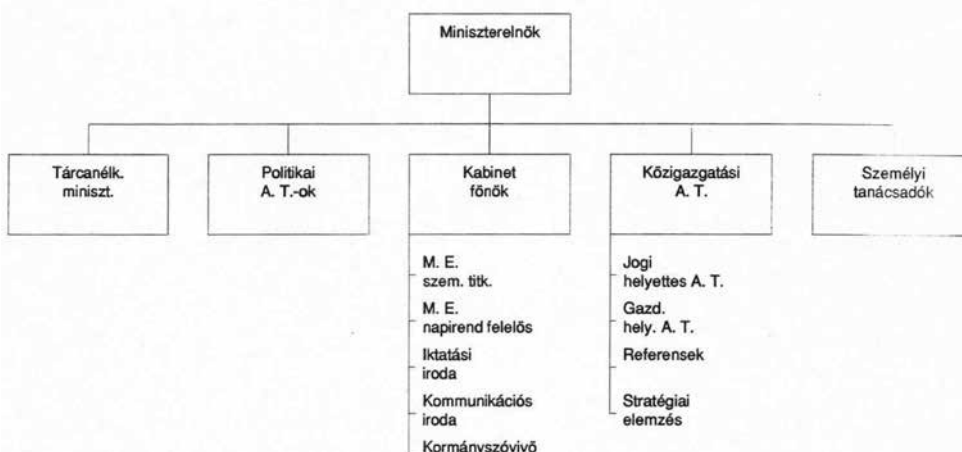 Miniszterelnök
Tárcanélk.
miniszt.
Politikai
A. T.-ok
Kabinet
főnök
Közigazgatási
A. T.
Személyi
tanácsadók
M. E.
szem. titk.
M. E.
napirend felelős
Iktatási
iroda
Kommunikációs
iroda
Kormányszóvivő
Jogi
helyettes A. T.
Gazd.
hely. A. T.
Referensek
Stratégiai
elemzés